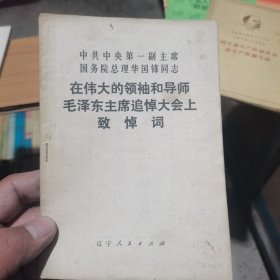 中共中央第一副主席
国务院总理华国锋同志
在伟大的领袖和导师
毛泽东主席追悼大会上
致悼词
辽宁人民出版社